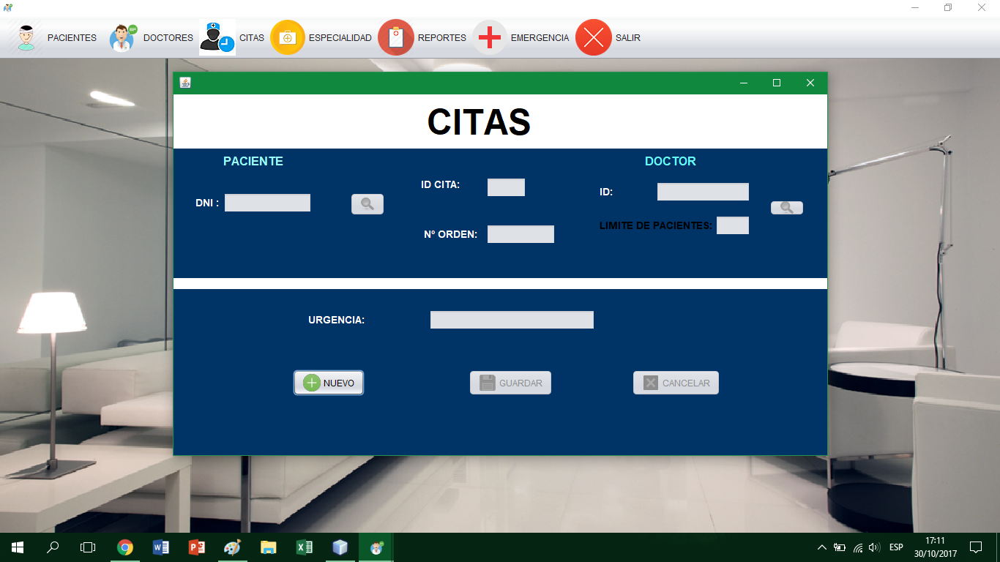 PACIENTES DOCTORES CITAS ESPECIALIDAD REPORTES EMERGENCIA SALIR
CITAS
PACIENTE
DOCTOR
DNI :
ID CITA:
Nº ORDEN:
ID:
LIMITE DE PACIENTES:
URGENCIA:
NUEVO GUARDAR CANCELAR
ESP
17:11
30/10/2017